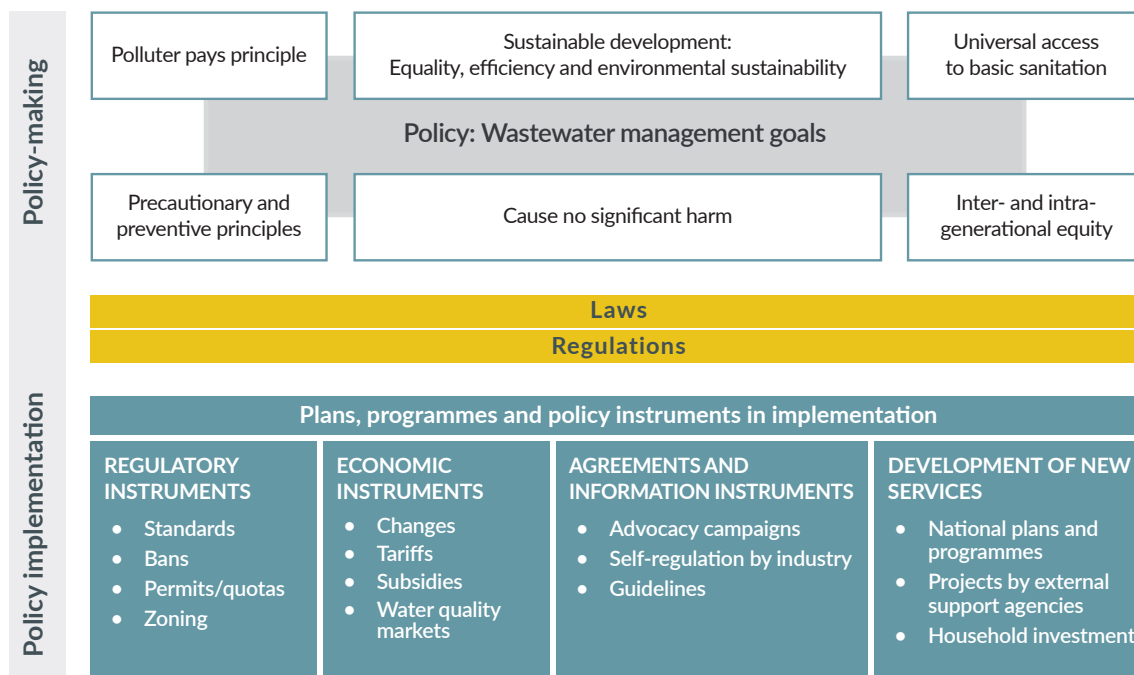 Policy-making
Polluter pays principle
Sustainable development:
Equality, efficiency and environmental sustainability
Universal access
to basic sanitation
Policy: Wastewater management goals
Precautionary and
preventive principles
Cause no significant harm
Inter- and intra-
generational equity
Laws
Regulations
Policy implementation
Plans, programmes and policy instruments in implementation
REGULATORY
INSTRUMENTS
• Standards
• Bans
• Permits/quotas
• Zoning
ECONOMIC
INSTRUMENTS
• Changes
• Tariffs
• Subsidies
• Water quality
markets
AGREEMENTS AND
INFORMATION INSTRUMENTS
• Advocacy campaigns
• Self-regulation by industry
• Guidelines
DEVELOPMENT OF NEW
SERVICES
• National plans and
programmes
• Projects by external
support agencies
• Household investment